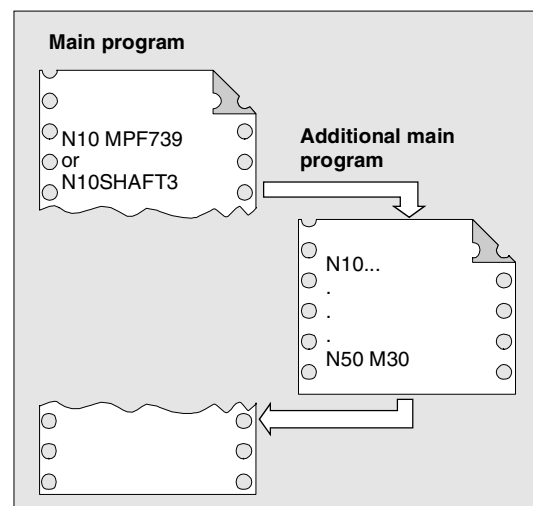 Main program
N10 MPF739
or
N10SHAFT3
Additional main
program
N10...
.
.
.
N50 M30